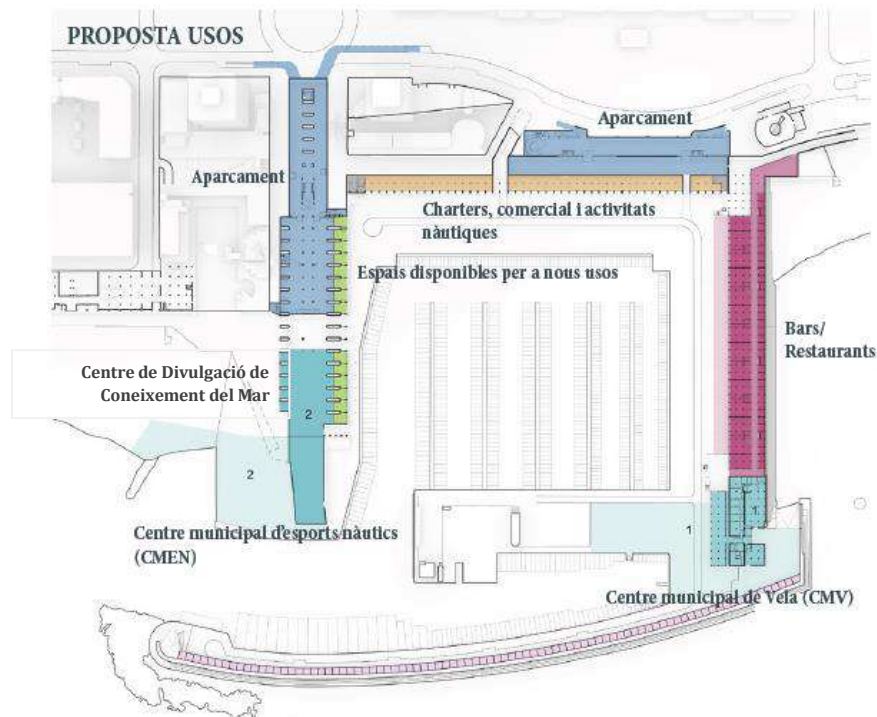 PROPOSTA USOS
Aparcament
Aparcament
Charters, comercial i activitats
nàutiques
Espais disponibles per a nous usos
Bars/
Restaurants
Centre de Divulgació de
Coneixement del Mar
2
2
1
1
Centre municipal d'esports nàutics
(CMEN)
Centre municipal de Vela (CMV)